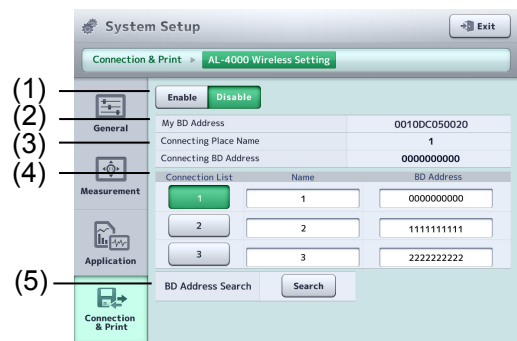 System Setup
Exit
Connection & Print ▶ AL-4000 Wireless Setting
(1)
Enable Disable
(2)
My BD Address 0010DC050020
General
(3)
Connecting Place Name 1
Connecting BD Address 0000000000
(4)
Connection List Name BD Address
1 1 0000000000
Measurement
2 2 1111111111
3 3 2222222222
Application
(5)
BD Address Search Search
Connection
& Print